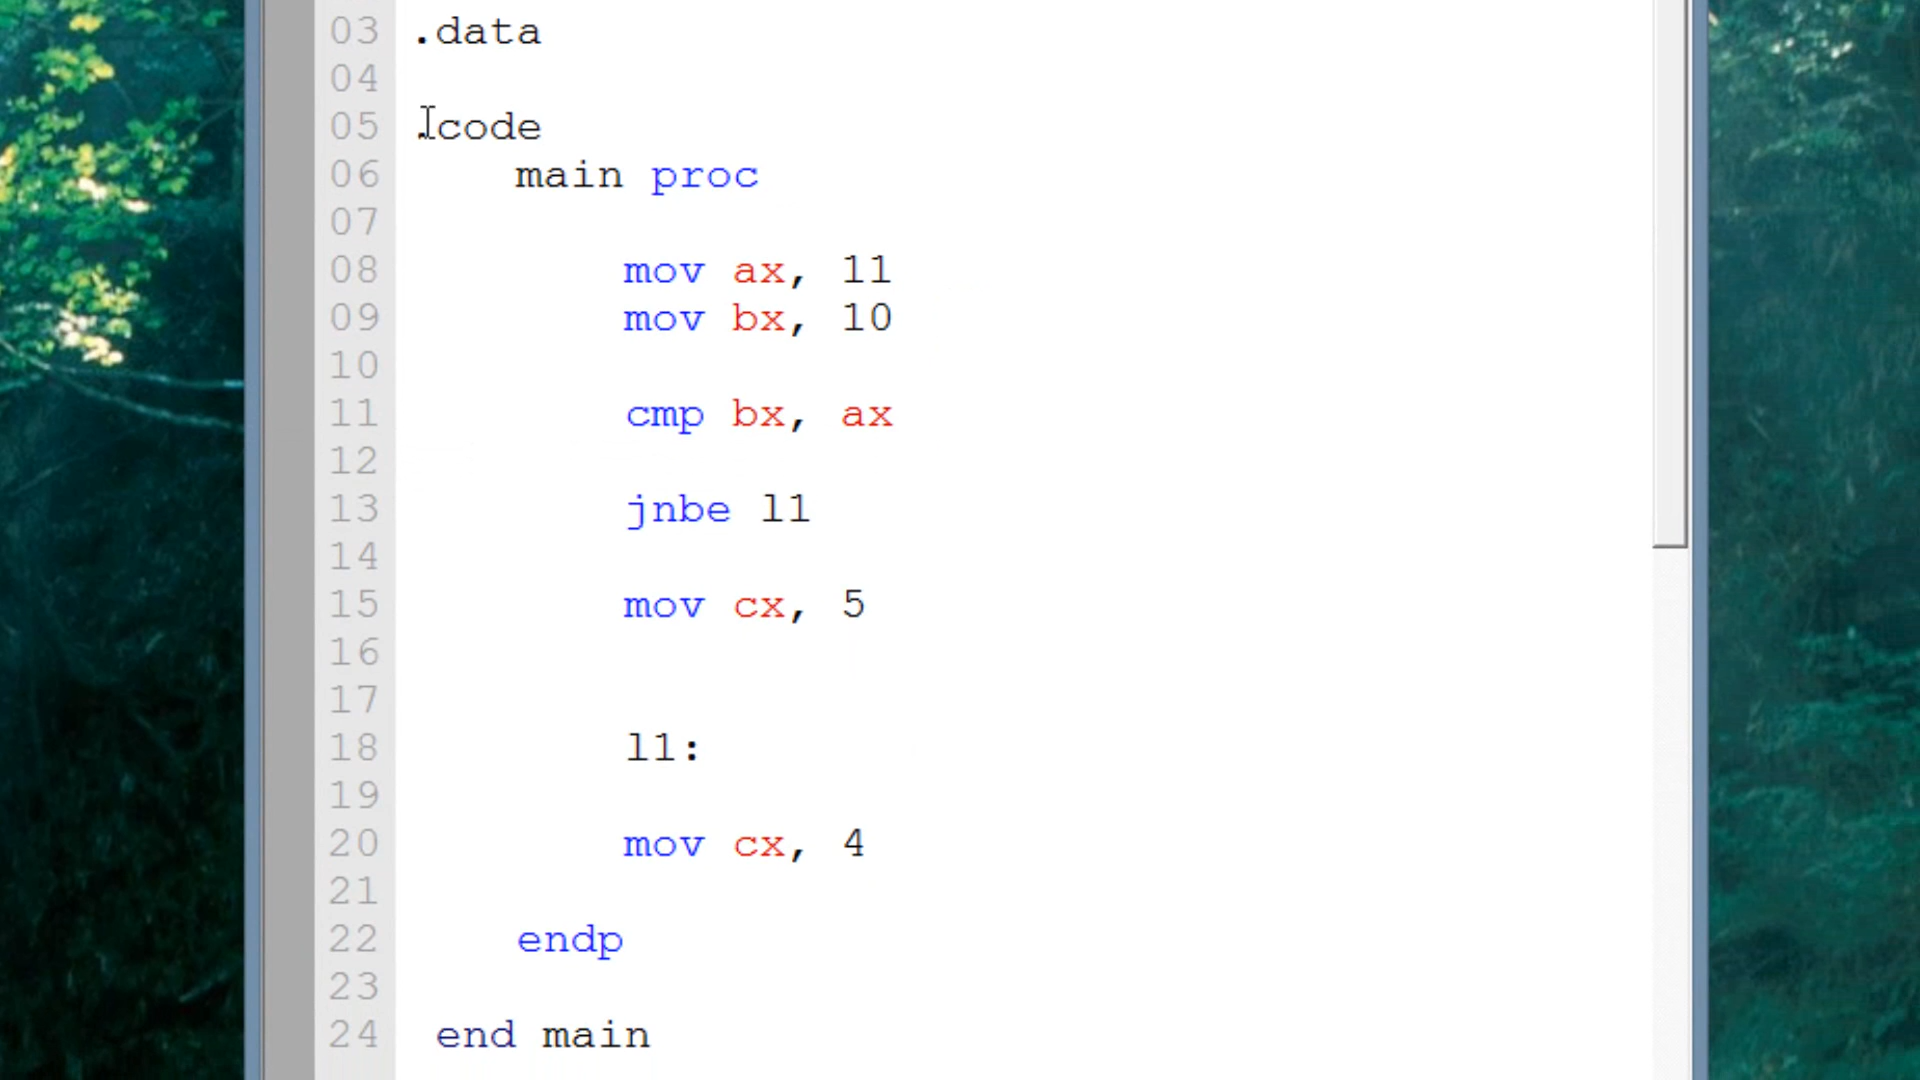 03 .data
04
05 .code
06 main proc
07
08 mov ax, 11
09 mov bx, 10
10
11 cmp bx, ax
12
13 jnbe l1
14
15 mov cx, 5
16
17
18 l1:
19
20 mov cx, 4
21
22 endp
23
24 end main